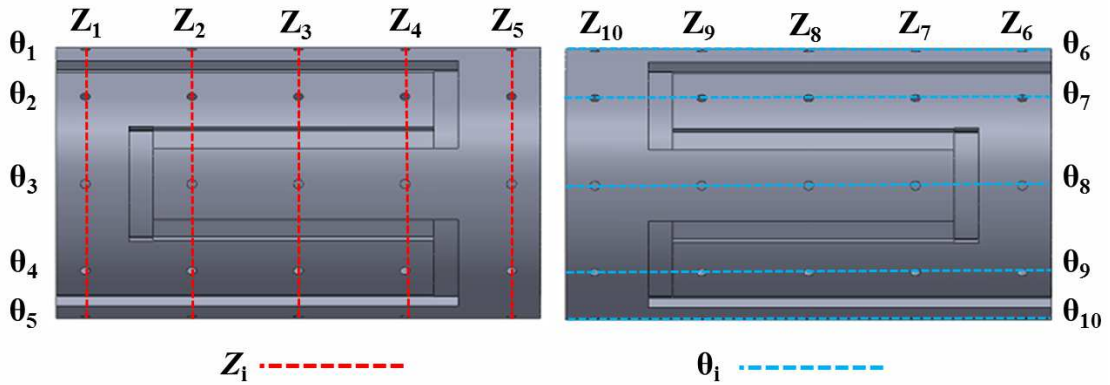 Z₁ Z₂ Z₃ Z₄ Z₅ Z₁₀ Z₉ Z₈ Z₇ Z₆
θ₁ θ₆
θ₂ θ₇
θ₃ θ₈
θ₄ θ₉
θ₅ θ₁₀
Zᵢ θᵢ